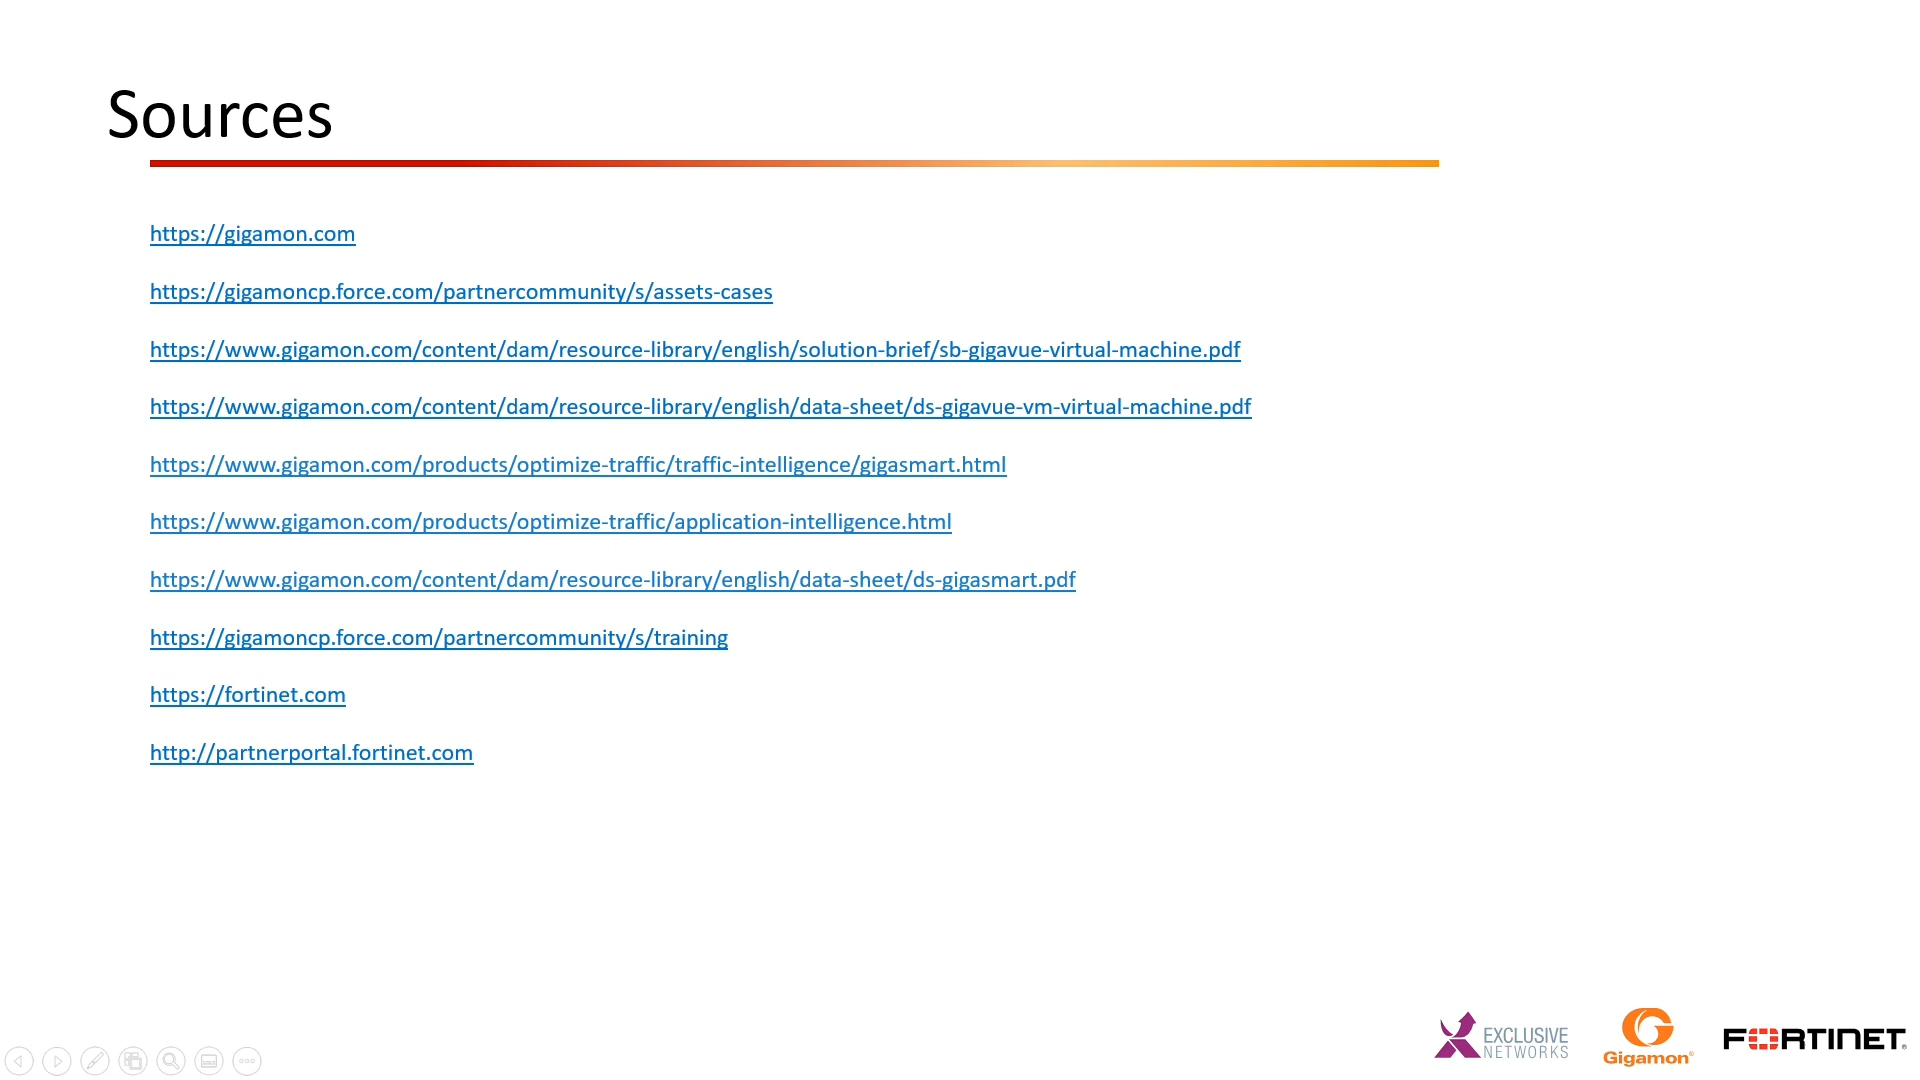 Sources
https://gigamon.com
https://gigamoncp.force.com/partnercommunity/s/assets-cases
https://www.gigamon.com/content/dam/resource-library/english/solution-brief/sb-gigavue-virtual-machine.pdf
https://www.gigamon.com/content/dam/resource-library/english/data-sheet/ds-gigavue-vm-virtual-machine.pdf
https://www.gigamon.com/products/optimize-traffic/traffic-intelligence/gigasmart.html
https://www.gigamon.com/products/optimize-traffic/application-intelligence.html
https://www.gigamon.com/content/dam/resource-library/english/data-sheet/ds-gigasmart.pdf
https://gigamoncp.force.com/partnercommunity/s/training
https://fortinet.com
http://partnerportal.fortinet.com
EXCLUSIVE
NETWORKS
Gigamon®
FORTINET®